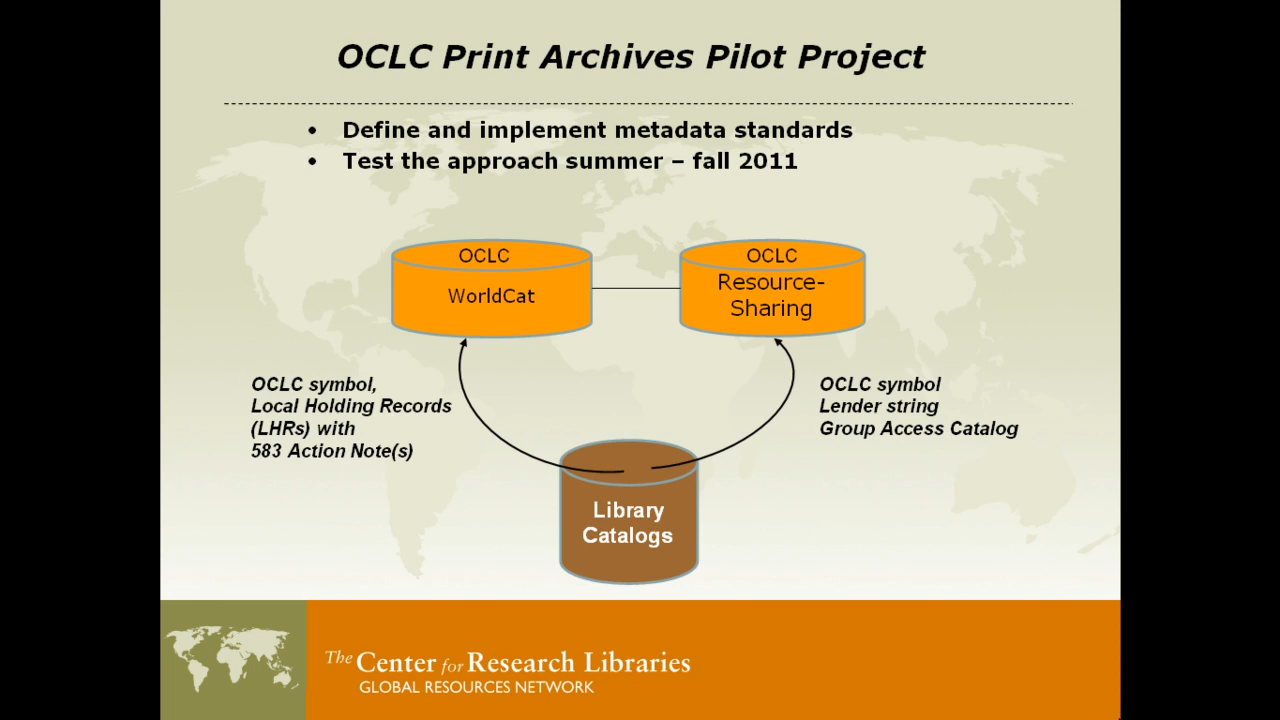 OCLC Print Archives Pilot Project
• Define and implement metadata standards
• Test the approach summer – fall 2011
OCLC
WorldCat
OCLC
Resource-
Sharing
OCLC symbol,
Local Holding Records
(LHRs) with
583 Action Note(s)
OCLC symbol
Lender string
Group Access Catalog
Library
Catalogs
The Center for Research Libraries
GLOBAL RESOURCES NETWORK